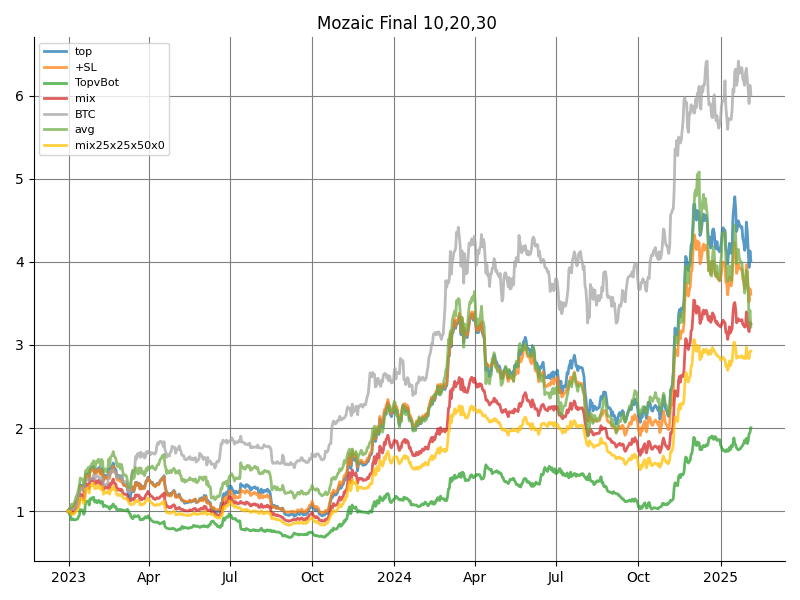 Mozaic Final 10,20,30
top
+SL
TopvBot
mix
BTC
avg
mix25x25x50x0
6
5
4
3
2
1
2023
Apr
Jul
Oct
2024
Apr
Jul
Oct
2025